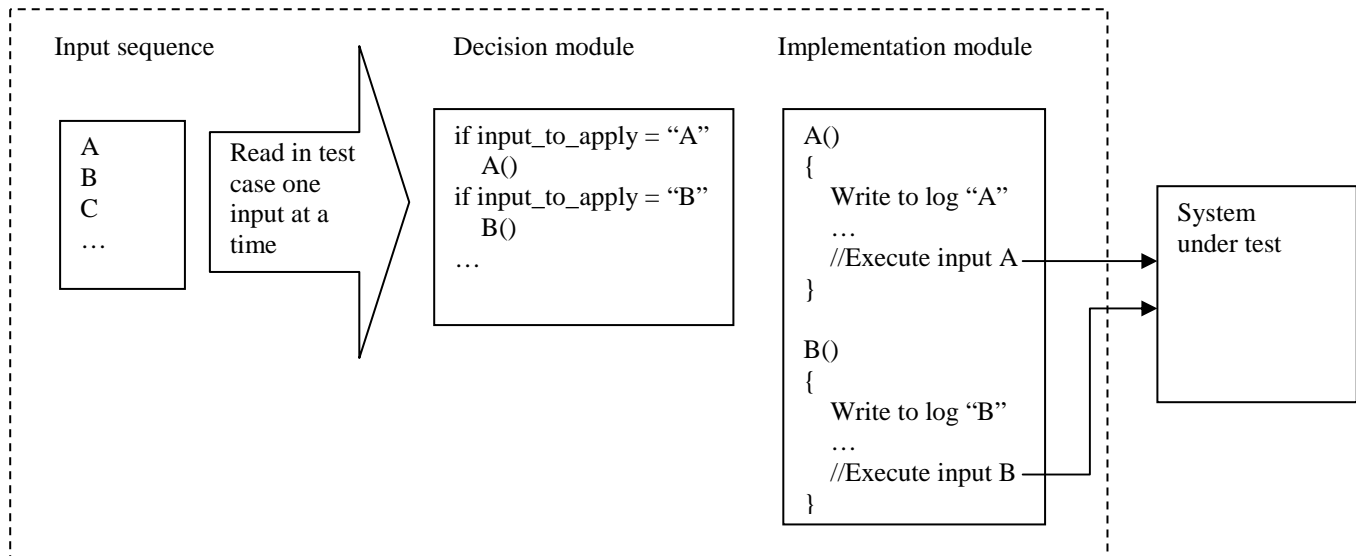 Input sequence
A
B
C
…
Read in test
case one
input at a
time
Decision module
if input_to_apply = “A”
A()
if input_to_apply = “B”
B()
…
Implementation module
A()
{
Write to log “A”
…
//Execute input A
}
B()
{
Write to log “B”
…
//Execute input B
}
System
under test